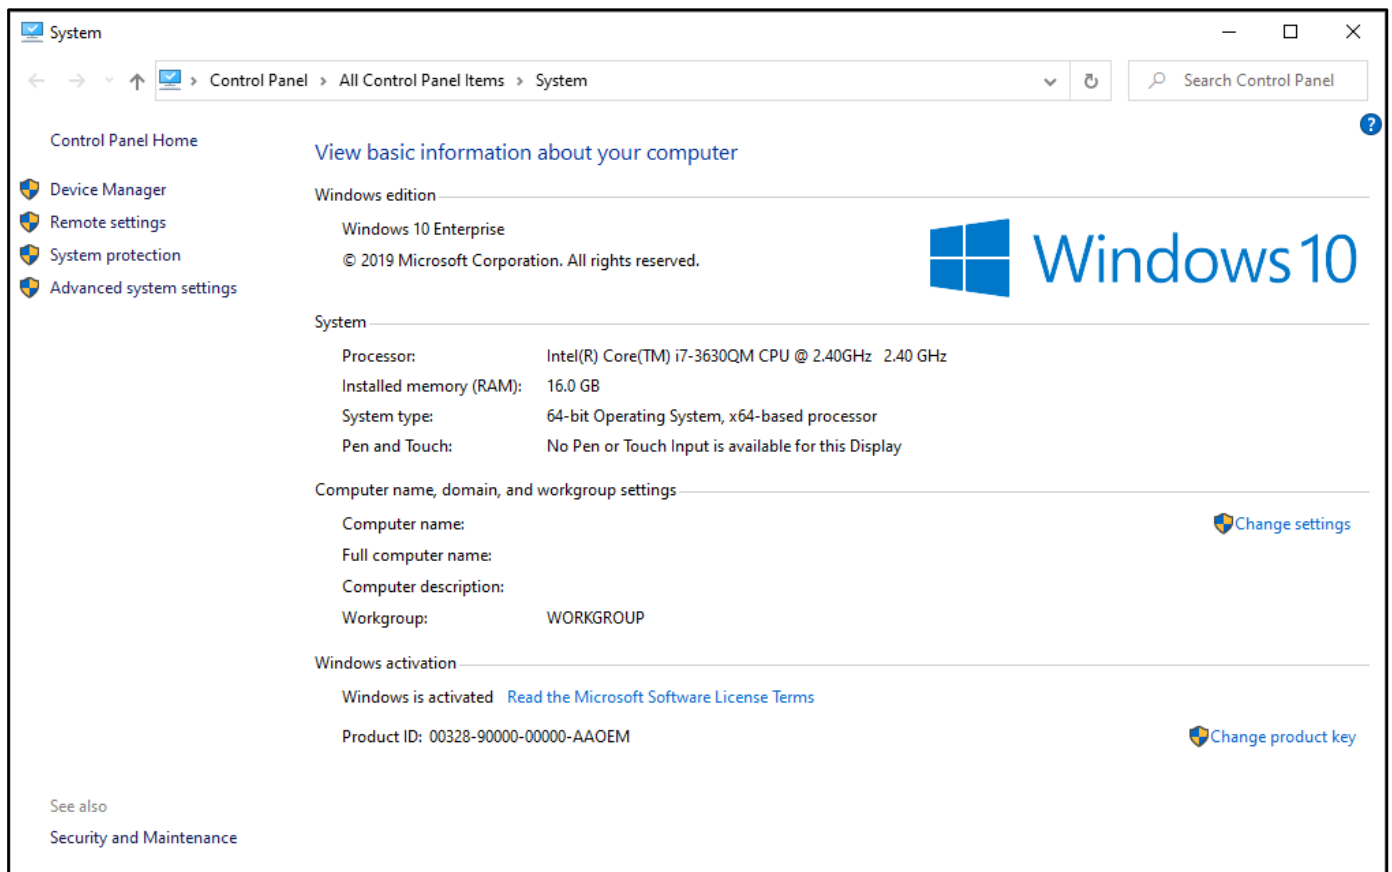 System
Control Panel > All Control Panel Items > System
Search Control Panel
?
Control Panel Home
Device Manager
Remote settings
System protection
Advanced system settings
View basic information about your computer
Windows edition
Windows 10 Enterprise
© 2019 Microsoft Corporation. All rights reserved.
Windows 10
System
Processor: Intel(R) Core(TM) i7-3630QM CPU @ 2.40GHz 2.40 GHz
Installed memory (RAM): 16.0 GB
System type: 64-bit Operating System, x64-based processor
Pen and Touch: No Pen or Touch Input is available for this Display
Computer name, domain, and workgroup settings
Computer name: Change settings
Full computer name:
Computer description:
Workgroup: WORKGROUP
Windows activation
Windows is activated Read the Microsoft Software License Terms
Product ID: 00328-90000-00000-AAOEM Change product key
See also
Security and Maintenance